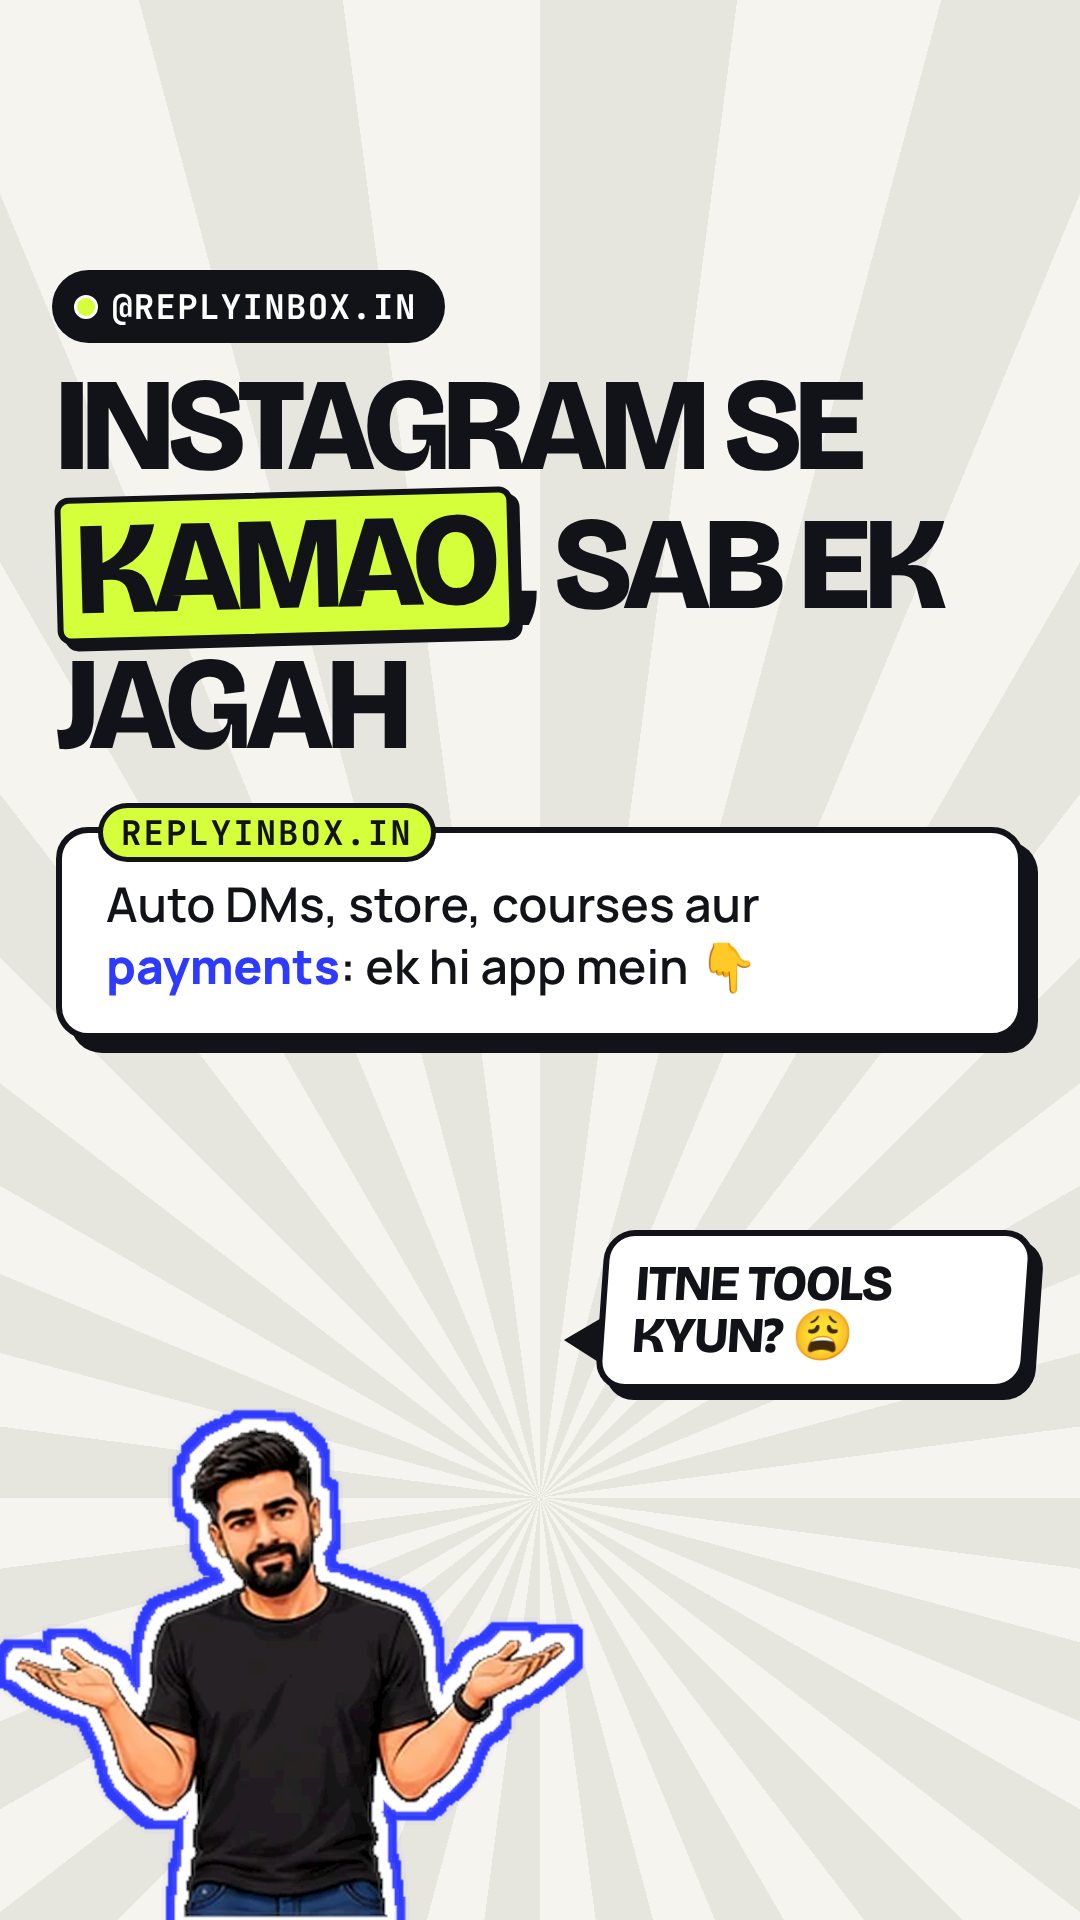 @REPLYINBOX.IN
INSTAGRAM SE
KAMAO, SAB EK
JAGAH
REPLYINBOX.IN
Auto DMs, store, courses aur
payments: ek hi app mein 👇
ITNE TOOLS
KYUN? 😩